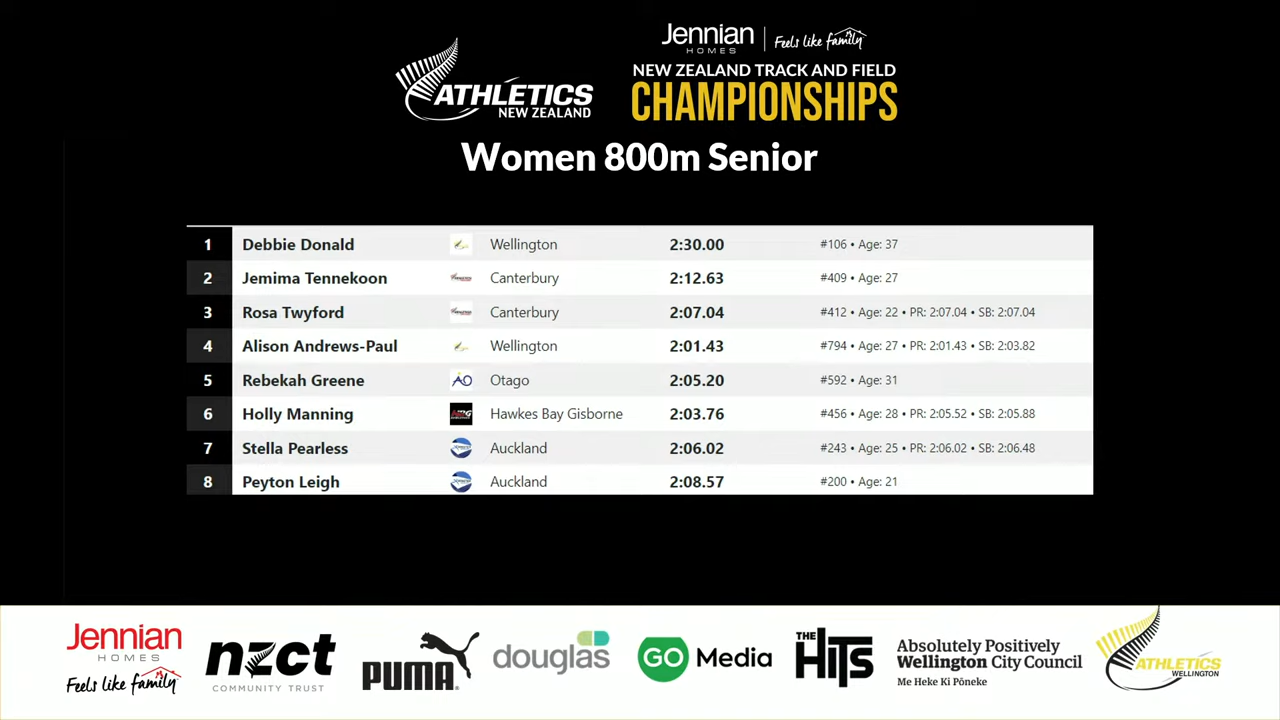 Jennian
HOMES
Feels like family
ATHLETICS
NEW ZEALAND
NEW ZEALAND TRACK AND FIELD
CHAMPIONSHIPS
Women 800m Senior
1 Debbie Donald Wellington 2:30.00 #106 • Age: 37
2 Jemima Tennekoon Canterbury 2:12.63 #409 • Age: 27
3 Rosa Twyford Canterbury 2:07.04 #412 • Age: 22 • PR: 2:07.04 • SB: 2:07.04
4 Alison Andrews-Paul Wellington 2:01.43 #794 • Age: 27 • PR: 2:01.43 • SB: 2:03.82
5 Rebekah Greene Otago 2:05.20 #592 • Age: 31
6 Holly Manning Hawkes Bay Gisborne 2:03.76 #456 • Age: 28 • PR: 2:05.52 • SB: 2:05.88
7 Stella Pearless Auckland 2:06.02 #243 • Age: 25 • PR: 2:06.02 • SB: 2:06.48
8 Peyton Leigh Auckland 2:08.57 #200 • Age: 21
Jennian
HOMES
Feels like family
nzct
COMMUNITY TRUST
PUMA
douglas
GO Media
THE
HITS
Absolutely Positively
Wellington City Council
Me Heke Ki Pōneke
ATHLETICS
WELLINGTON